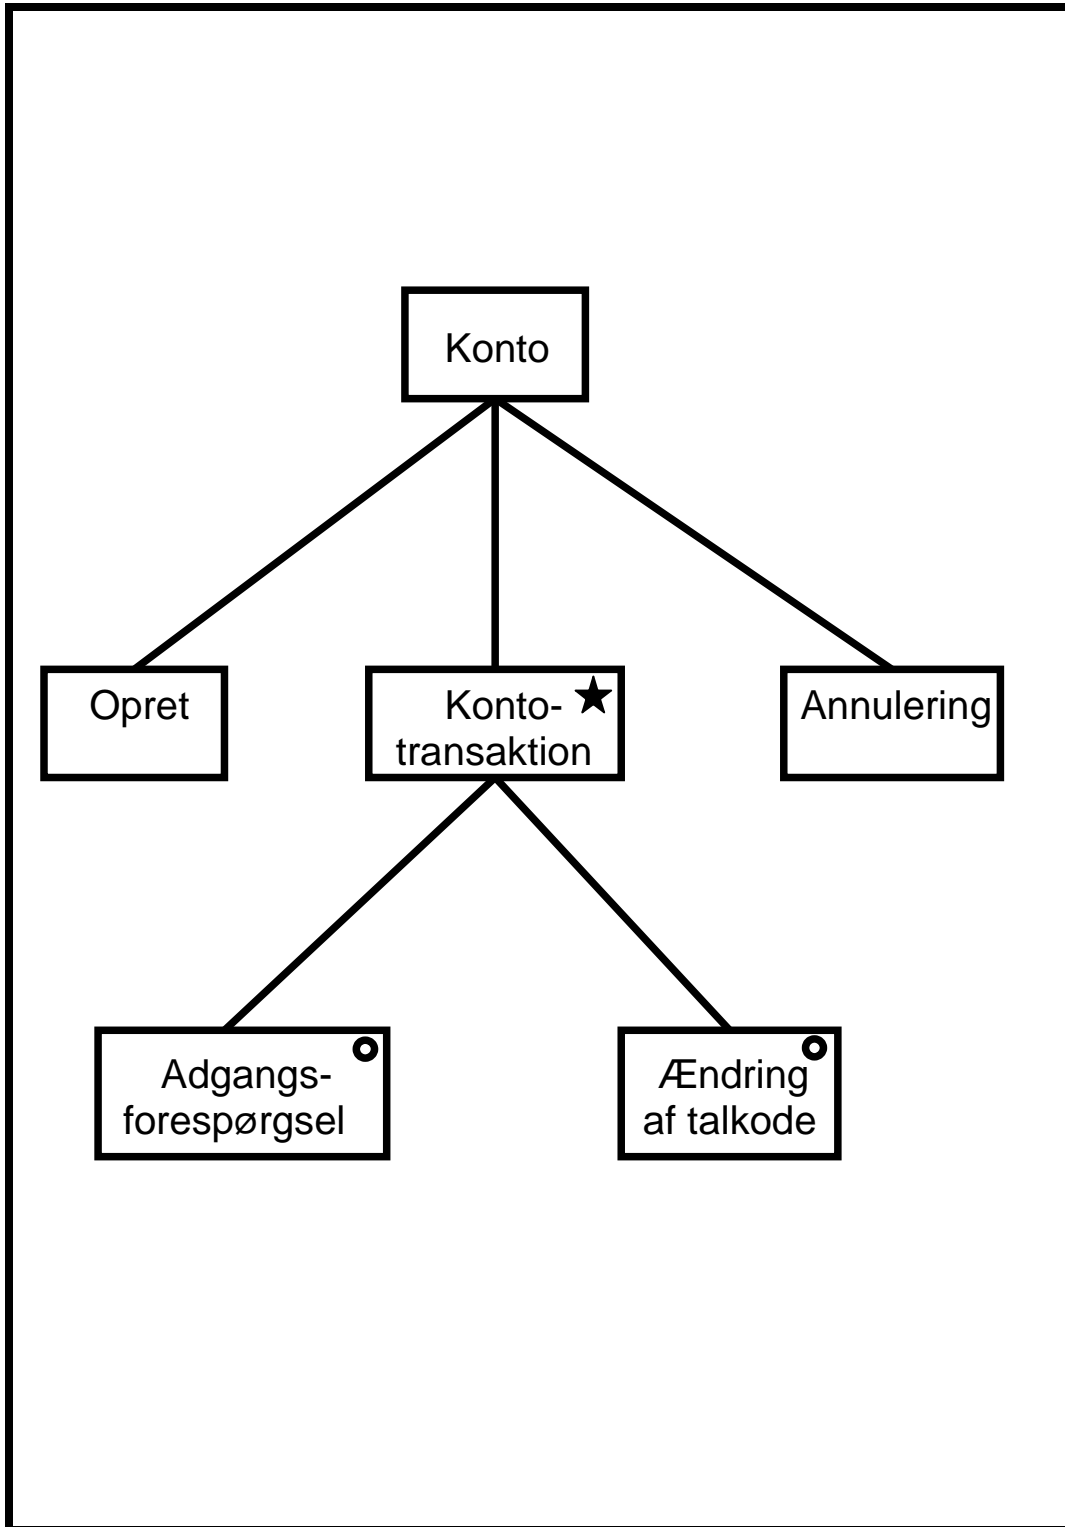 Konto
Opret
Konto-
transaktion
Annulering
Adgangs-
forespørgsel
Ændring
af talkode